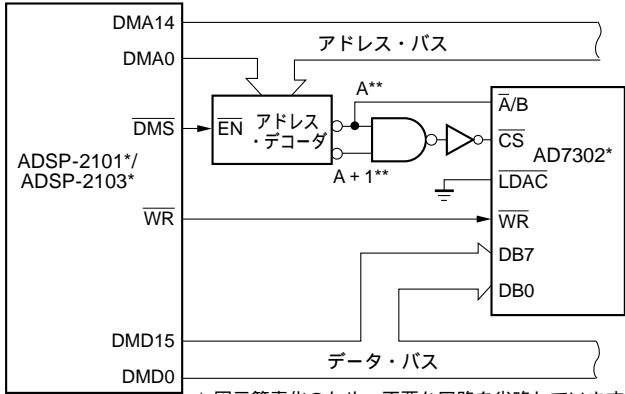 DMA14
DMA0
アドレス・バス
A**
A/B
DMS
EN
アドレス
・デコーダ
CS
ADSP-2101*/
ADSP-2103*
AD7302*
A + 1**
LDAC
WR
WR
DB7
DB0
DMD15
データ・バス
DMD0